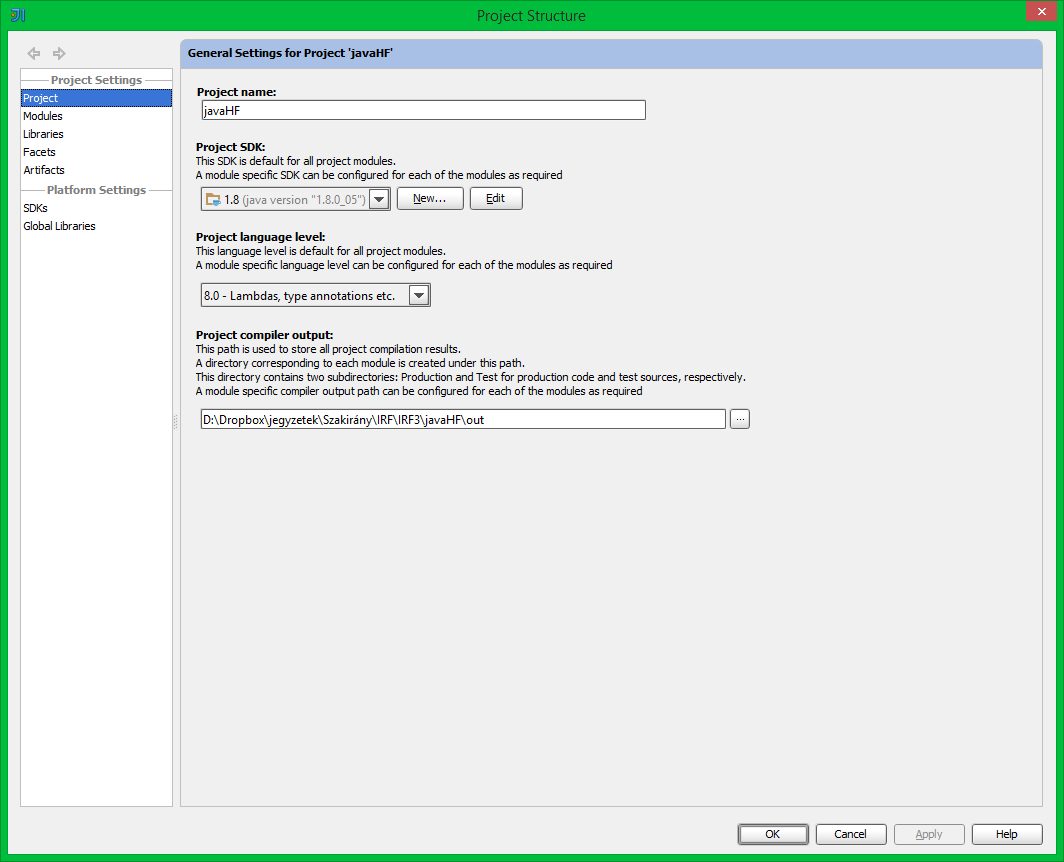 JI
Project Structure
General Settings for Project 'javaHF'
Project Settings
Project
Modules
Libraries
Facets
Artifacts
Platform Settings
SDKs
Global Libraries
Project name:
javaHF
Project SDK:
This SDK is default for all project modules.
A module specific SDK can be configured for each of the modules as required
1.8 (java version "1.8.0_05")
New...
Edit
Project language level:
This language level is default for all project modules.
A module specific language level can be configured for each of the modules as required
8.0 - Lambdas, type annotations etc.
Project compiler output:
This path is used to store all project compilation results.
A directory corresponding to each module is created under this path.
This directory contains two subdirectories: Production and Test for production code and test sources, respectively.
A module specific compiler output path can be configured for each of the modules as required
D:\Dropbox\jegyzetek\Szakirány\IRF\IRF3\javaHF\out
...
OK
Cancel
Apply
Help